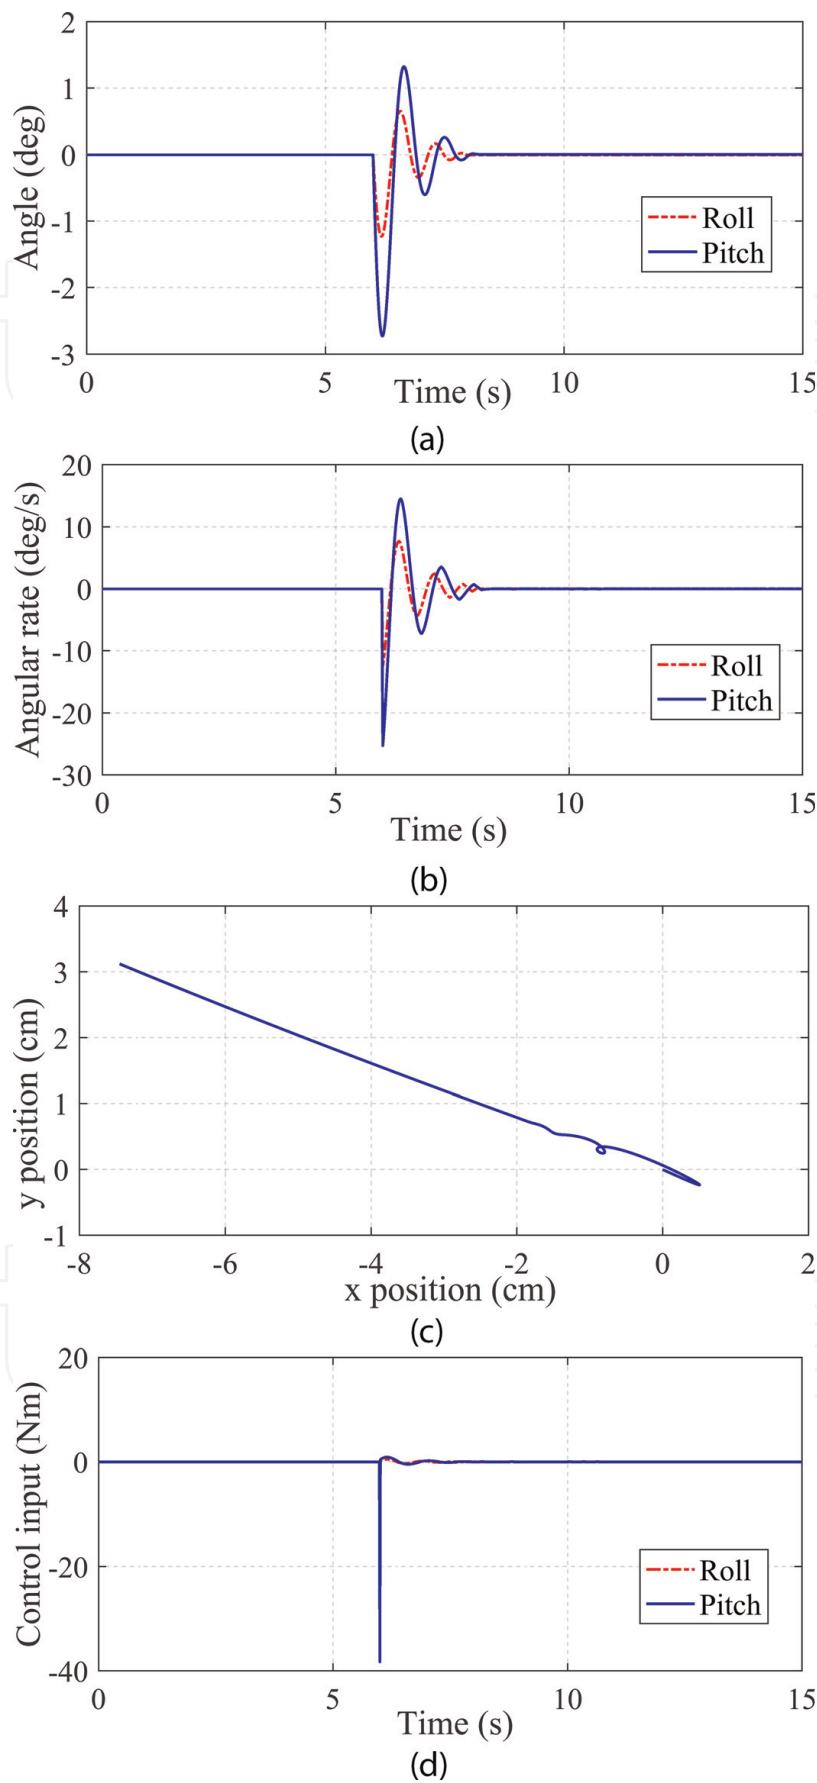 2
1
0
-1
-2
-3
Angle (deg)
Roll
Pitch
0 5 10 15
Time (s)
(a)
20
10
0
-10
-20
-30
Angular rate (deg/s)
Roll
Pitch
0 5 10 15
Time (s)
(b)
4
3
2
1
0
-1
y position (cm)
-8 -6 -4 -2 0 2
x position (cm)
(c)
20
0
-20
-40
Control input (Nm)
Roll
Pitch
0 5 10 15
Time (s)
(d)